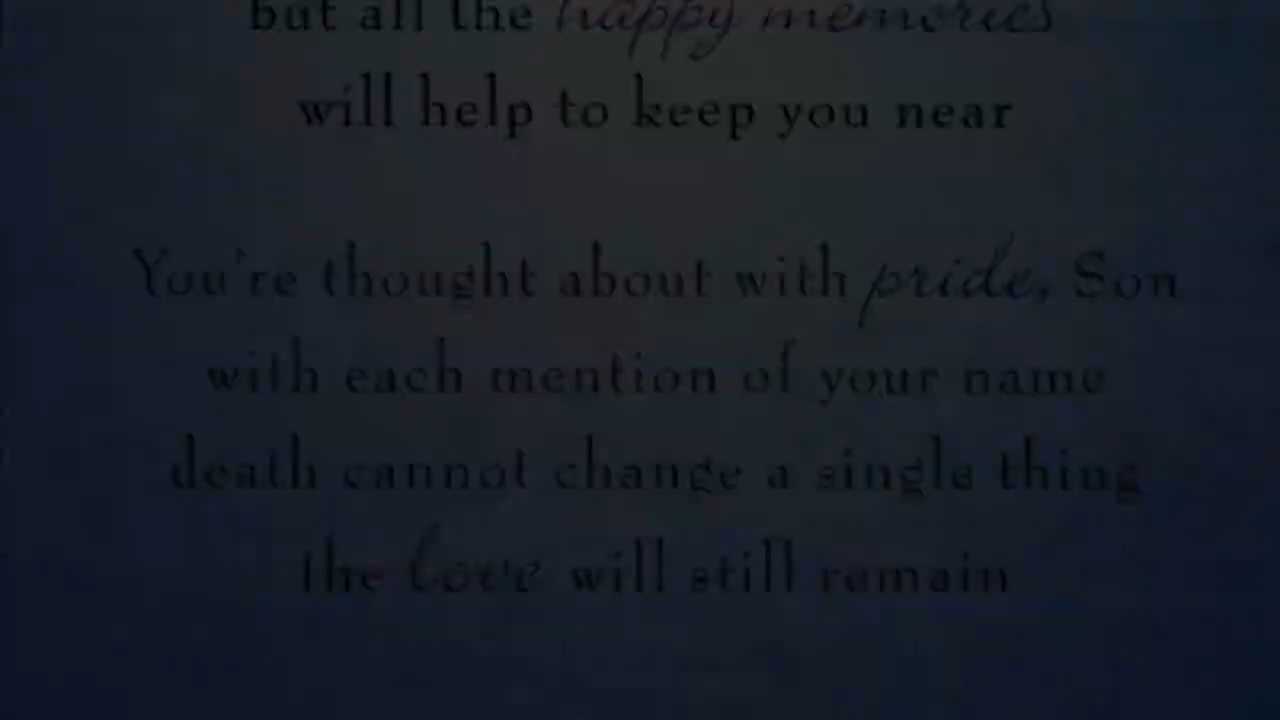 but all the happy memories
will help to keep you near
You're thought about with pride, Son
with each mention of your name
death cannot change a single thing
the love will still remain